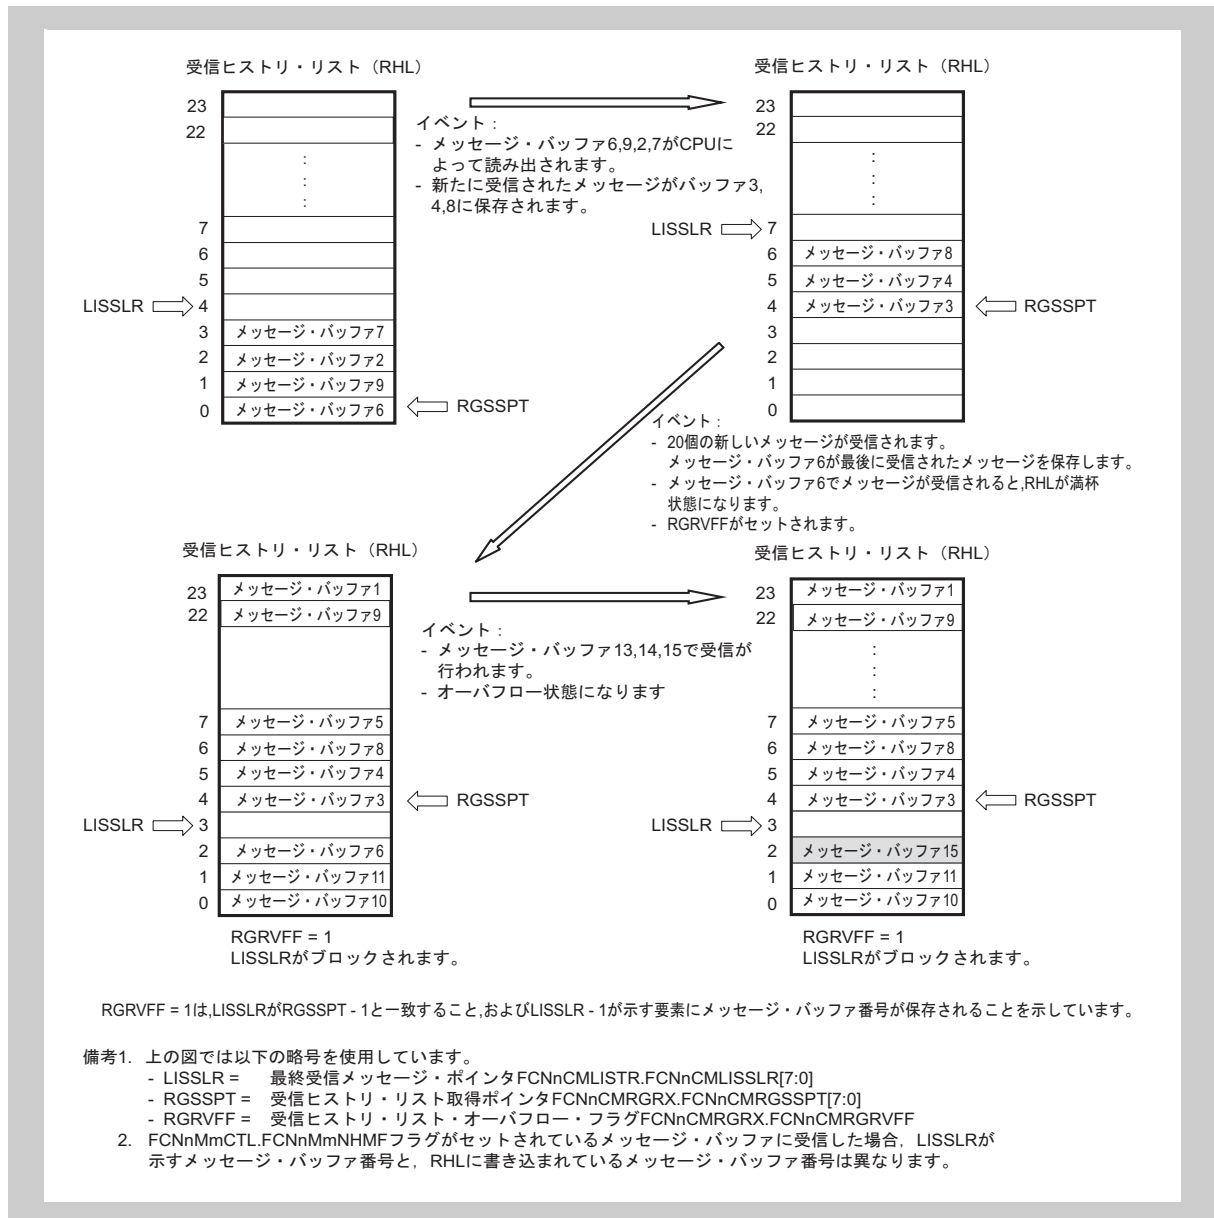 受信ヒストリ・リスト（RHL）
23
22
:
:
:
7
6
5
LISSLR 4
3 メッセージ・バッファ7
2 メッセージ・バッファ2
1 メッセージ・バッファ9
0 メッセージ・バッファ6 RGSSPT
イベント：
- メッセージ・バッファ6,9,2,7がCPUに
よって読み出されます。
- 新たに受信されたメッセージがバッファ3,
4,8に保存されます。
受信ヒストリ・リスト（RHL）
23
22
:
:
:
LISSLR 7
6 メッセージ・バッファ8
5 メッセージ・バッファ4
4 メッセージ・バッファ3 RGSSPT
3
2
1
0
イベント：
- 20個の新しいメッセージが受信されます。
メッセージ・バッファ6が最後に受信されたメッセージを保存します。
- メッセージ・バッファ6でメッセージが受信されると,RHLが満杯
状態になります。
- RGRVFFがセットされます。
受信ヒストリ・リスト（RHL）
23 メッセージ・バッファ1
22 メッセージ・バッファ9
7 メッセージ・バッファ5
6 メッセージ・バッファ8
5 メッセージ・バッファ4
4 メッセージ・バッファ3 RGSSPT
LISSLR 3
2 メッセージ・バッファ6
1 メッセージ・バッファ11
0 メッセージ・バッファ10
RGRVFF = 1
LISSLRがブロックされます。
イベント：
- メッセージ・バッファ13,14,15で受信が
行われます。
- オーバフロー状態になります
受信ヒストリ・リスト（RHL）
23 メッセージ・バッファ1
22 メッセージ・バッファ9
:
:
:
7 メッセージ・バッファ5
6 メッセージ・バッファ8
5 メッセージ・バッファ4
4 メッセージ・バッファ3 RGSSPT
LISSLR 3
2 メッセージ・バッファ15
1 メッセージ・バッファ11
0 メッセージ・バッファ10
RGRVFF = 1
LISSLRがブロックされます。
RGRVFF = 1は,LISSLRがRGSSPT - 1と一致すること,およびLISSLR - 1が示す要素にメッセージ・バッファ番号が保存されることを示しています。
備考1. 上の図では以下の略号を使用しています。
- LISSLR = 最終受信メッセージ・ポインタFCNnCMLISTR.FCNnCMLISSLR[7:0]
- RGSSPT = 受信ヒストリ・リスト取得ポインタFCNnCMRGRX.FCNnCMRGSSPT[7:0]
- RGRVFF = 受信ヒストリ・リスト・オーバフロー・フラグFCNnCMRGRX.FCNnCMRGRVFF
2. FCNnMmCTL.FCNnMmNHMFフラグがセットされているメッセージ・バッファに受信した場合，LISSLRが
示すメッセージ・バッファ番号と，RHLに書き込まれているメッセージ・バッファ番号は異なります。